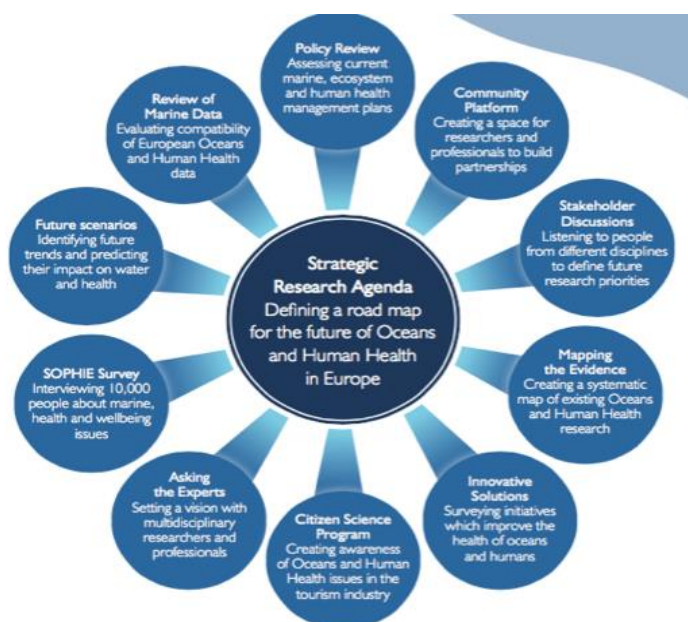 Policy Review
Assessing current
marine, ecosystem
and human health
management plans
Community
Platform
Creating a space for
researchers and
professionals to build
partnerships
Stakeholder
Discussions
Listening to people
from different disciplines
to define future
research priorities
Mapping
the Evidence
Creating a systematic
map of existing Oceans
and Human Health
research
Innovative
Solutions
Surveying initiatives
which improve the
health of oceans
and humans
Citizen Science
Program
Creating awareness
of Oceans and Human
Health issues in the
tourism industry
Asking
the Experts
Setting a vision with
multidisciplinary
researchers and
professionals
SOPHIE Survey
Interviewing 10,000
people about marine,
health and wellbeing
issues
Future scenarios
Identifying future
trends and predicting
their impact on water
and health
Review of
Marine Data
Evaluating compatibility
of European Oceans
and Human Health
data
Strategic
Research Agenda
Defining a road map
for the future of Oceans
and Human Health
in Europe